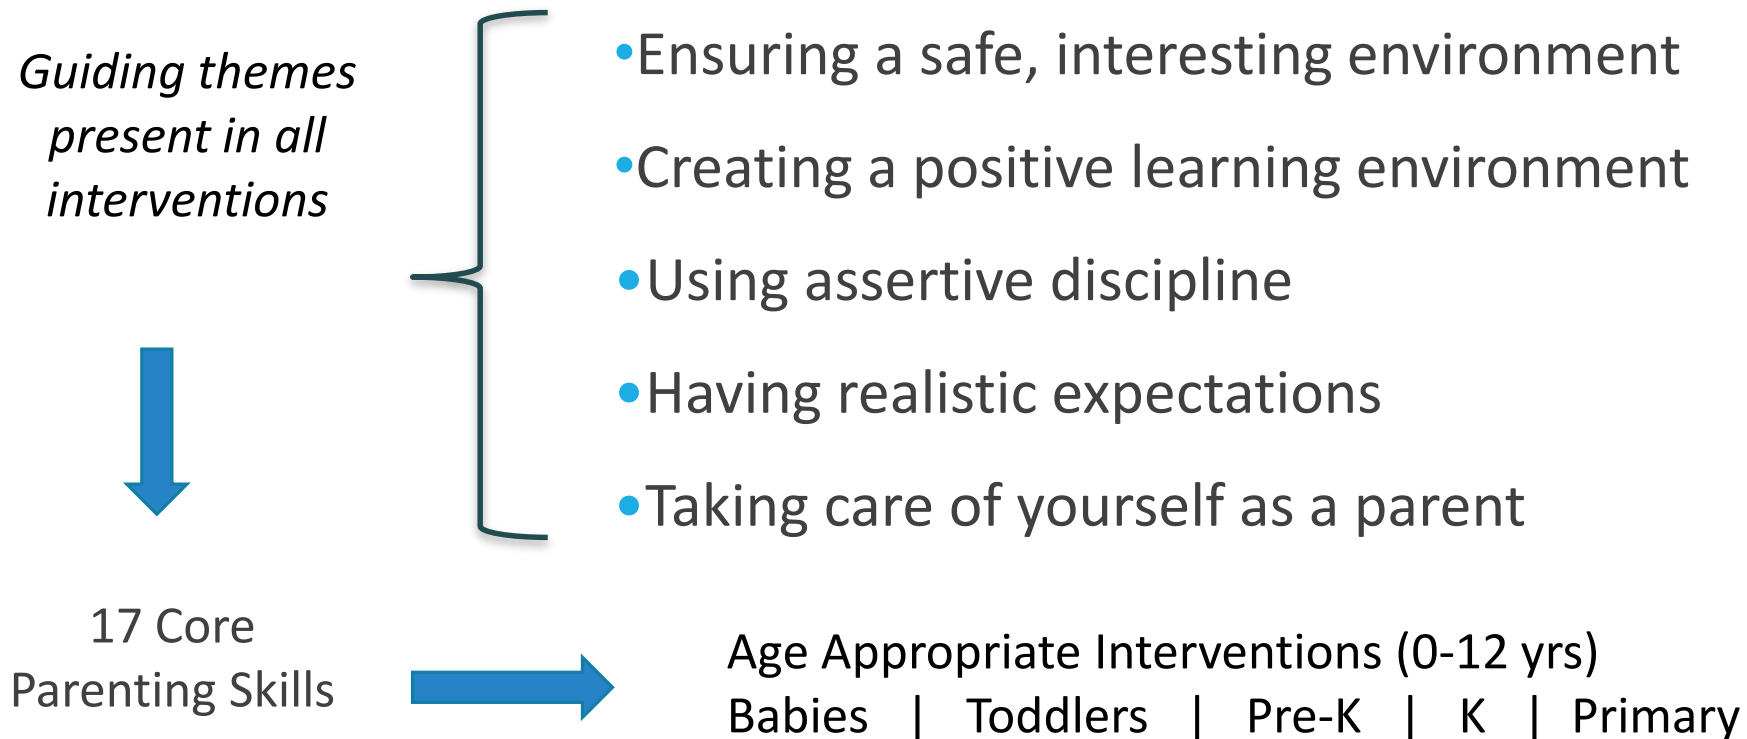 Guiding themes
present in all
interventions
•Ensuring a safe, interesting environment
•Creating a positive learning environment
•Using assertive discipline
•Having realistic expectations
•Taking care of yourself as a parent
17 Core
Parenting Skills
Age Appropriate Interventions (0-12 yrs)
Babies | Toddlers | Pre-K | K | Primary